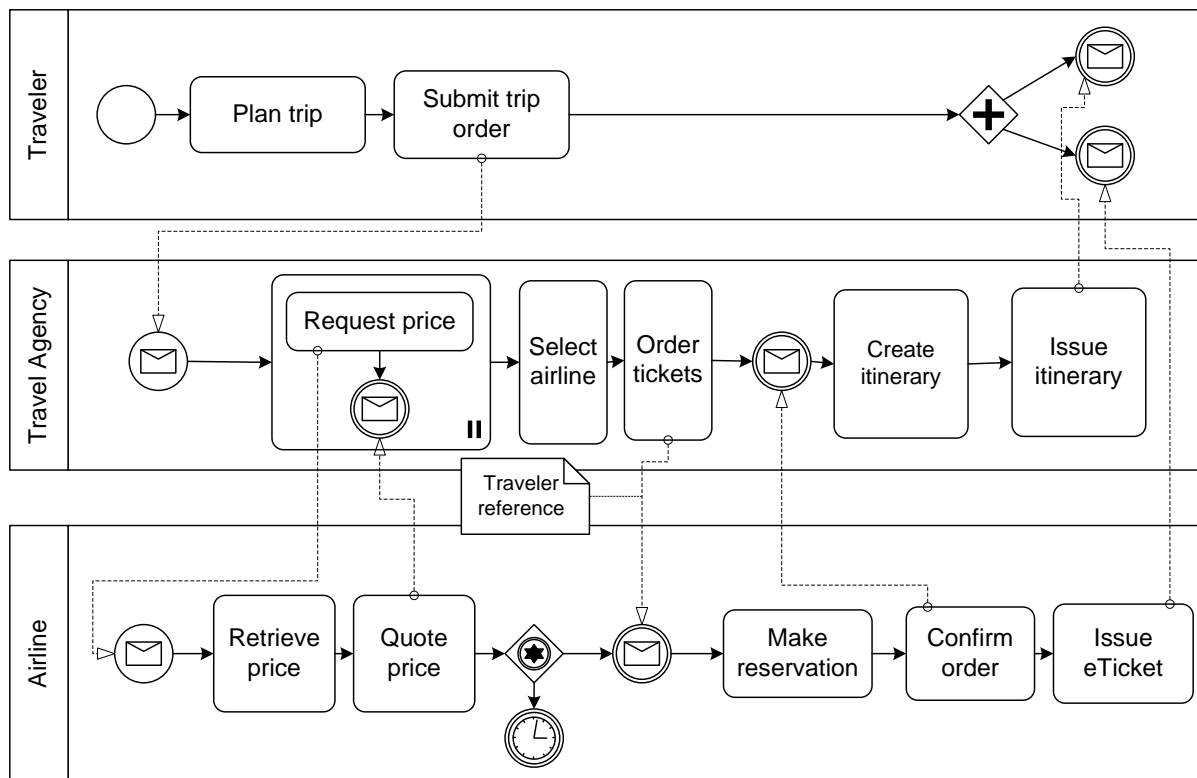 Traveler
Plan trip
Submit trip
order
Travel Agency
Request price
Select
airline
Order
tickets
Create
itinerary
Issue
itinerary
Traveler
reference
Airline
Retrieve
price
Quote
price
Make
reservation
Confirm
order
Issue
eTicket